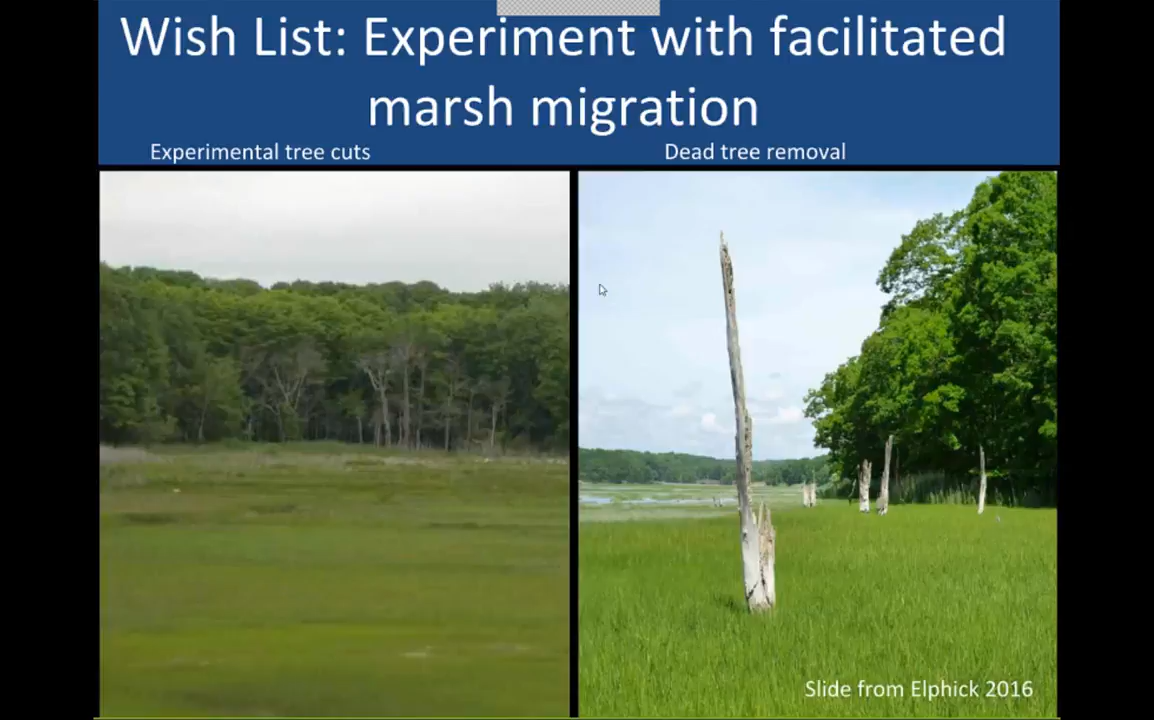 Wish List: Experiment with facilitated
marsh migration
Experimental tree cuts
Dead tree removal
Slide from Elphick 2016